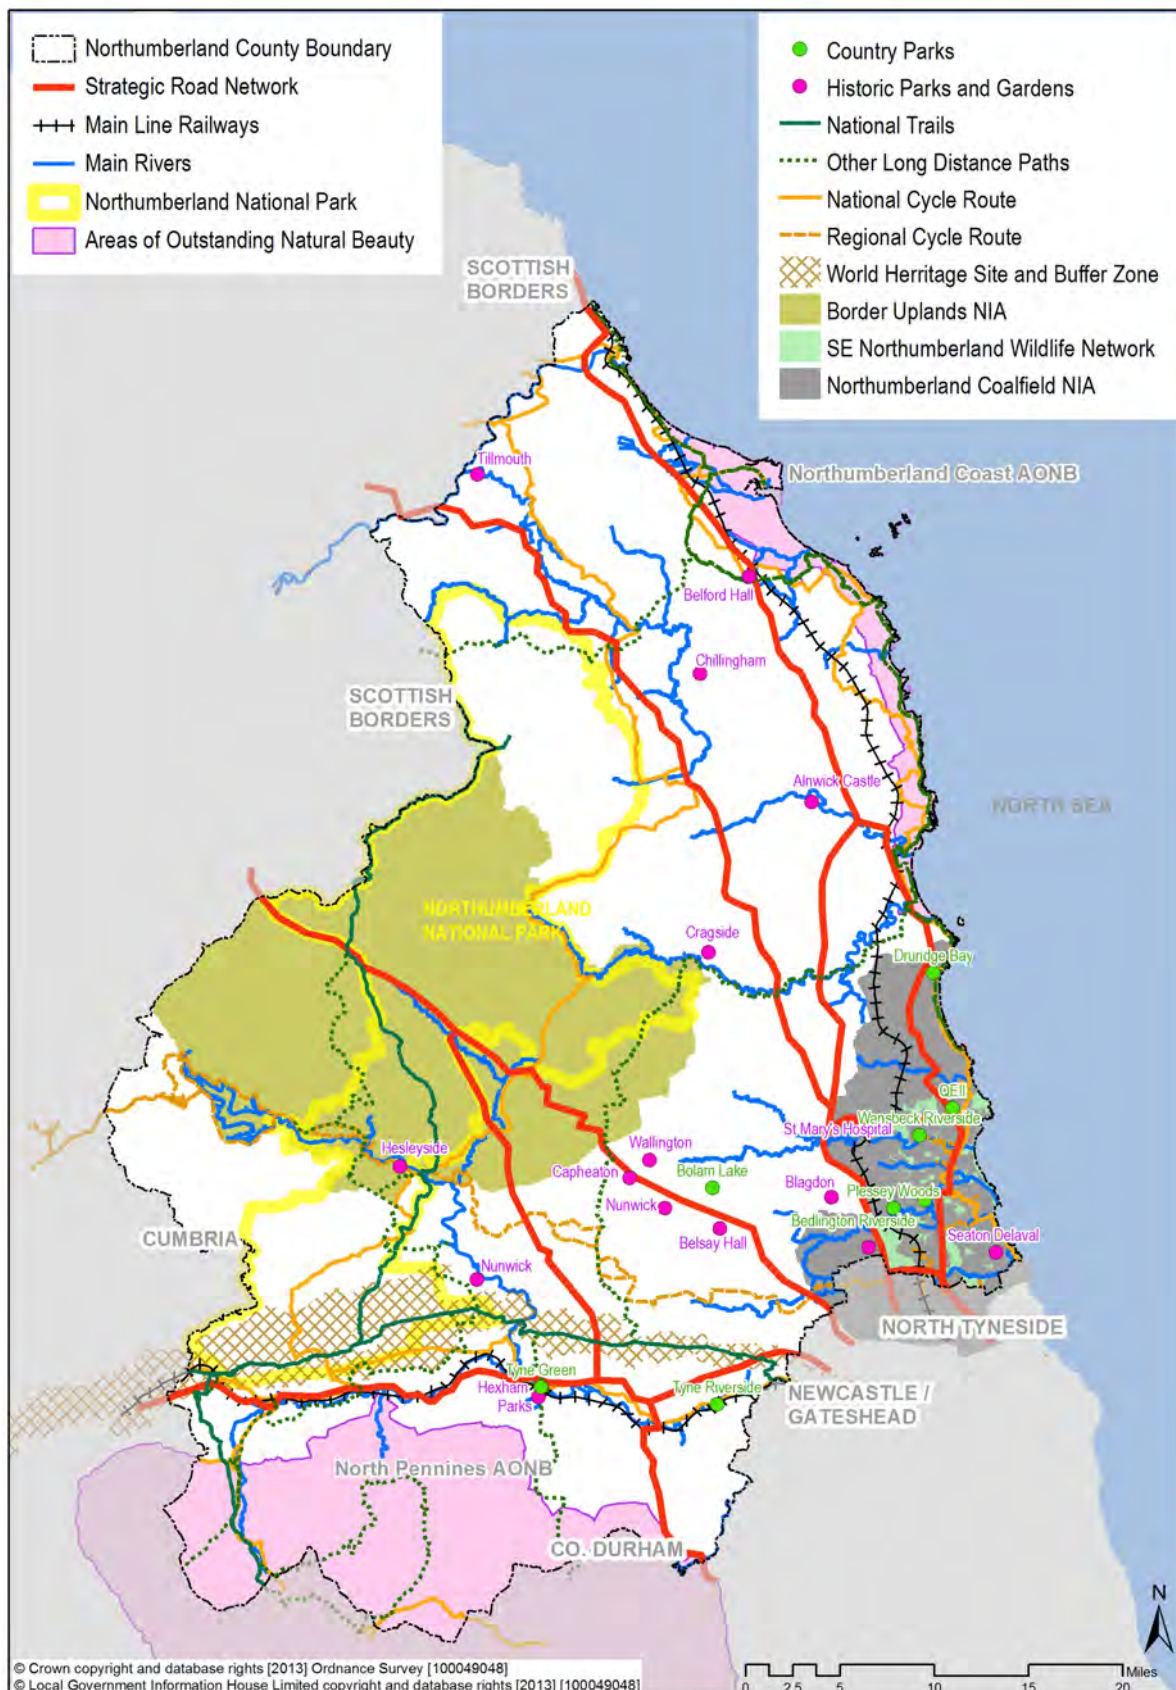 Northumberland County Boundary
Strategic Road Network
Main Line Railways
Main Rivers
Northumberland National Park
Areas of Outstanding Natural Beauty
Country Parks
Historic Parks and Gardens
National Trails
Other Long Distance Paths
National Cycle Route
Regional Cycle Route
World Herritage Site and Buffer Zone
Border Uplands NIA
SE Northumberland Wildlife Network
Northumberland Coalfield NIA
SCOTTISH
BORDERS
Tillmouth
Northumberland Coast AONB
Belford Hall
Chillingham
SCOTTISH
BORDERS
Alnwick Castle
NORTH SEA
NORTHUMBERLAND
NATIONAL PARK
Cragside
Druridge Bay
QEII
Wansbeck Riverside
St Mary's Hospital
Wallington
Hesleyside
Capheaton
Bolam Lake
Blagdon
Plessey Woods
Nunwick
Bedlington Riverside
Belsay Hall
Seaton Delaval
CUMBRIA
Nunwick
NORTH TYNESIDE
Tyne Green
Hexham
Parks
Tyne Riverside
NEWCASTLE /
GATESHEAD
North Pennines AONB
CO. DURHAM
N
Miles
0 2.5 5 10 15 20
© Crown copyright and database rights [2013] Ordnance Survey [100049048]
© Local Government Information House Limited copyright and database rights [2013] [100049048]